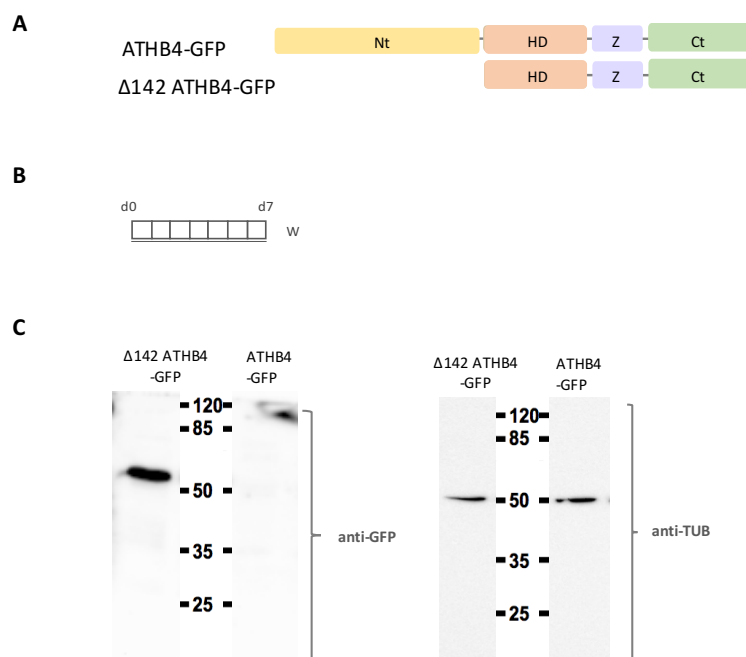 A
ATHB4-GFP
Nt
HD
Z
Ct
Δ142 ATHB4-GFP
HD
Z
Ct
B
d0
d7
W
C
Δ142 ATHB4
-GFP
ATHB4
-GFP
120
85
50
35
25
anti-GFP
Δ142 ATHB4
-GFP
ATHB4
-GFP
120
85
50
35
25
anti-TUB